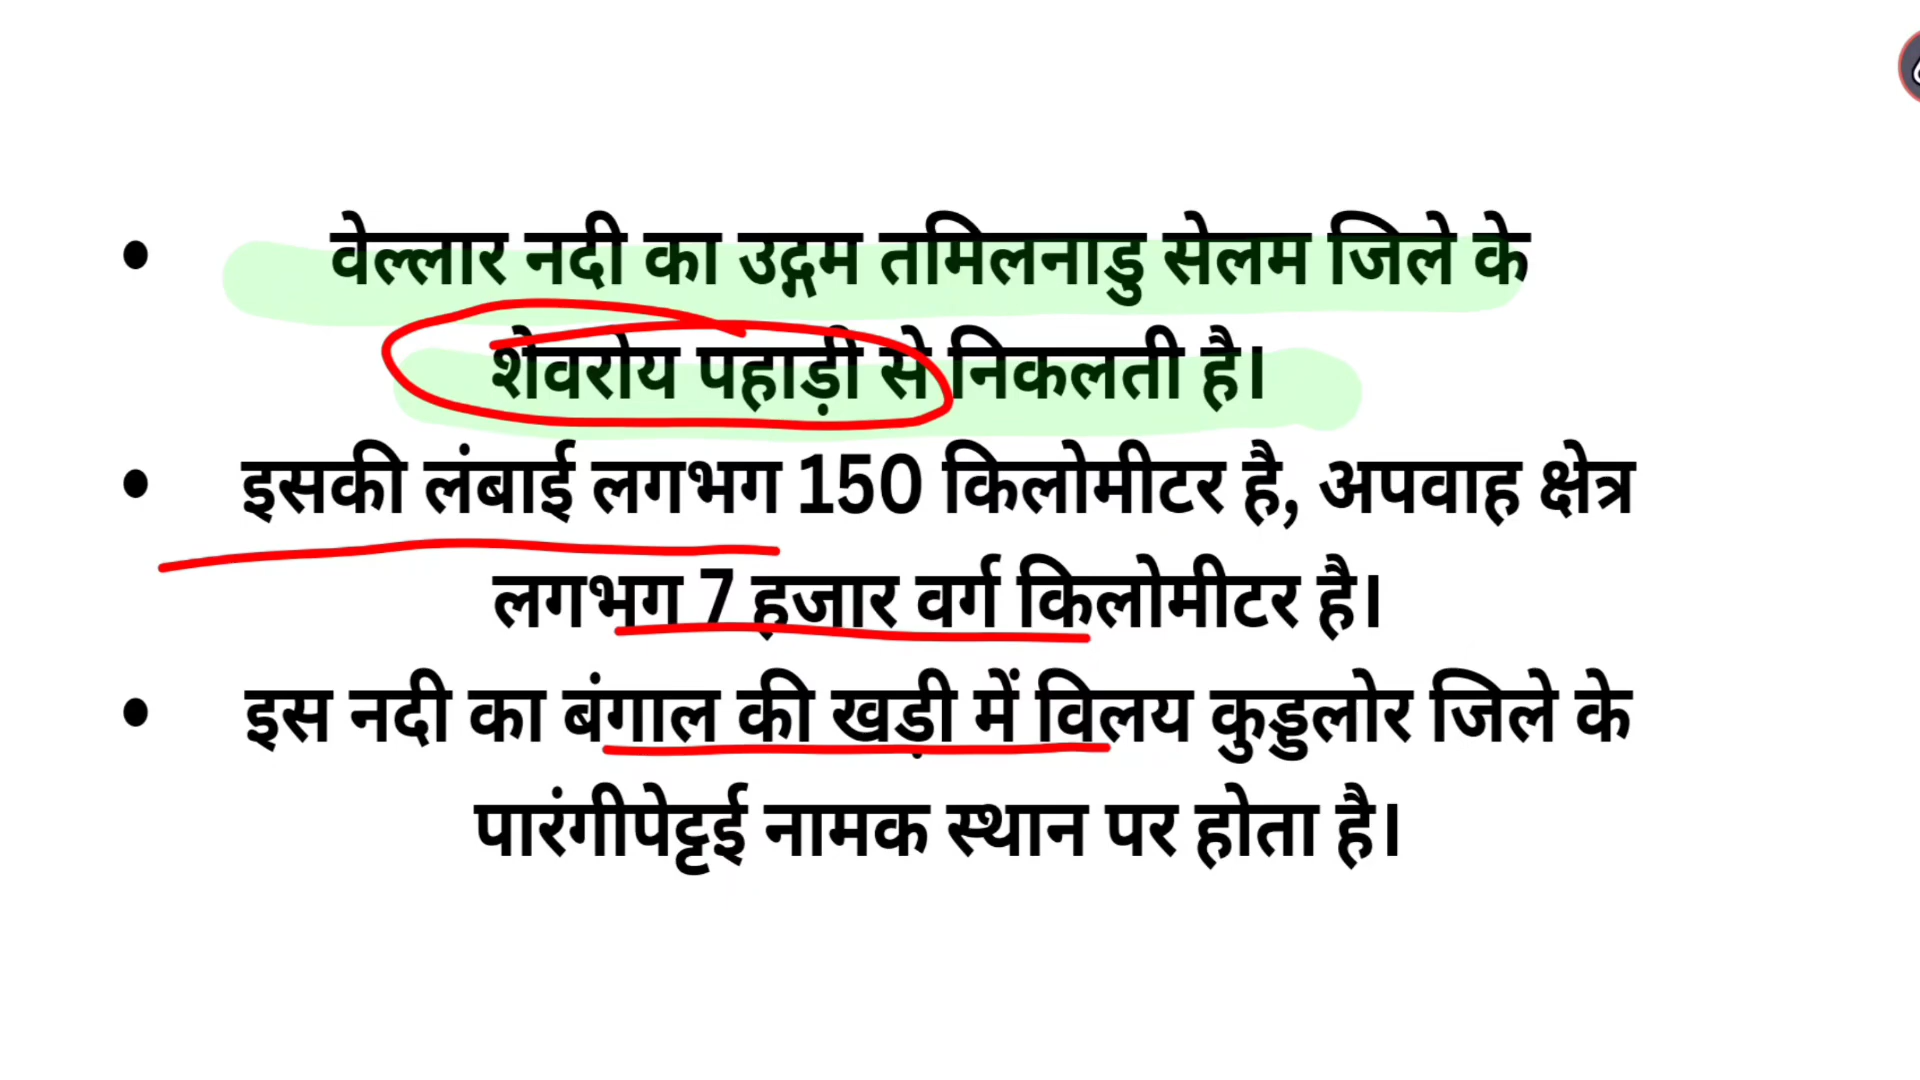 • वेल्लार नदी का उद्गम तमिलनाडु सेलम जिले के
शेवरोय पहाड़ी से निकलती है।
• इसकी लंबाई लगभग 150 किलोमीटर है, अपवाह क्षेत्र
लगभग 7 हजार वर्ग किलोमीटर है।
• इस नदी का बंगाल की खड़ी में विलय कुड्डलोर जिले के
पारंगीपेट्टई नामक स्थान पर होता है।